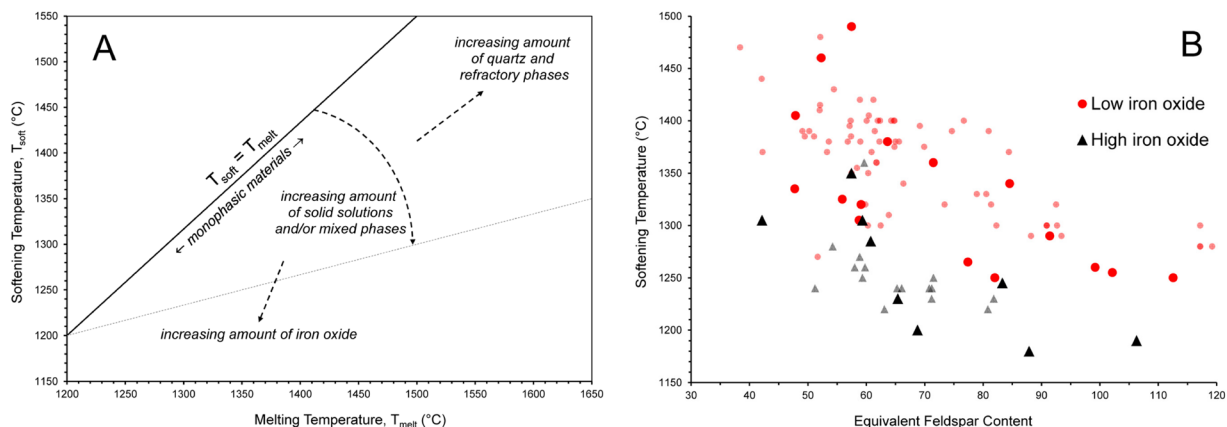 A
1550
1500
1450
1400
1350
1300
1250
1200
1150
Softening Temperature, Tsoft (°C)
Tsoft = Tmelt
← monophasic materials →
increasing amount
of quartz and
refractory phases
increasing amount
of solid solutions
and/or mixed phases
increasing amount of iron oxide
1200 1250 1300 1350 1400 1450 1500 1550 1600 1650
Melting Temperature, Tmelt (°C)
B
1500
1450
1400
1350
1300
1250
1200
1150
Softening Temperature (°C)
Low iron oxide
High iron oxide
30 40 50 60 70 80 90 100 110 120
Equivalent Feldspar Content